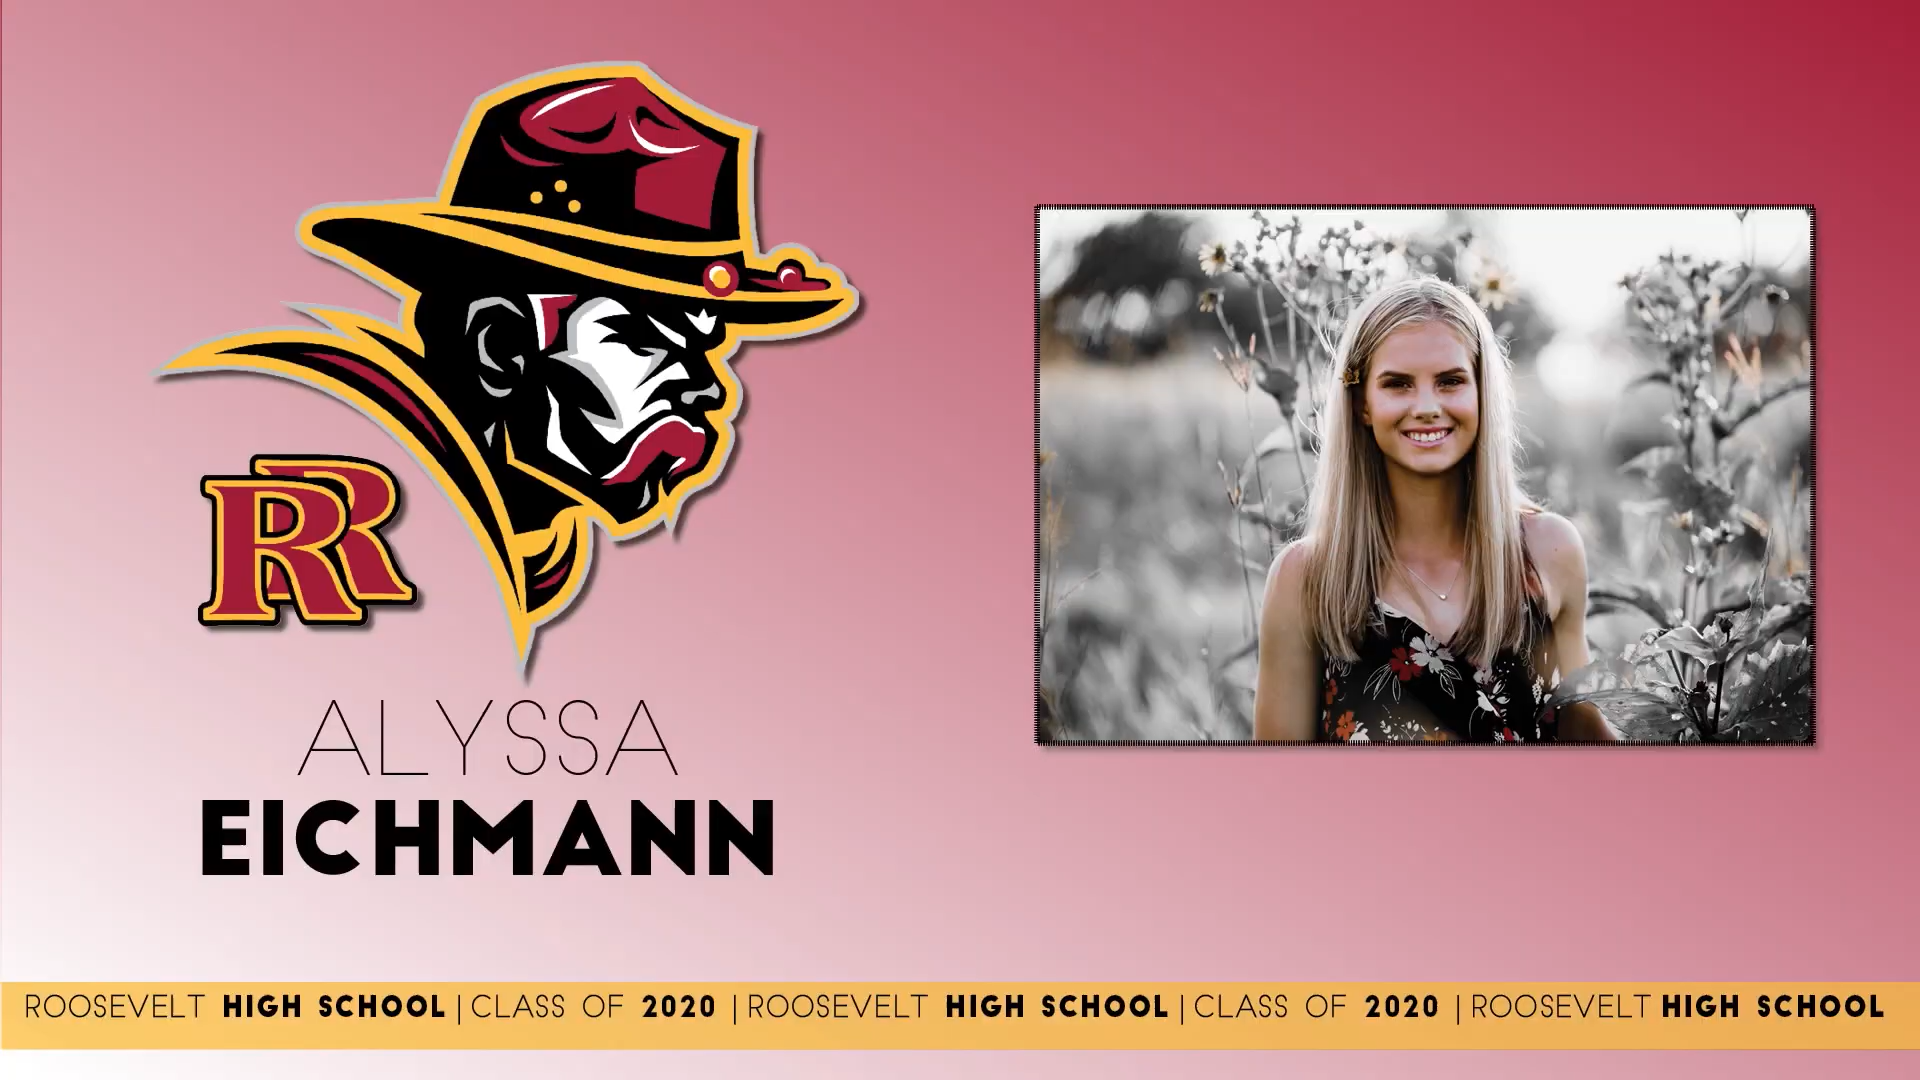 RR
ALYSSA
EICHMANN
ROOSEVELT HIGH SCHOOL | CLASS OF 2020 | ROOSEVELT HIGH SCHOOL | CLASS OF 2020 | ROOSEVELT HIGH SCHOOL